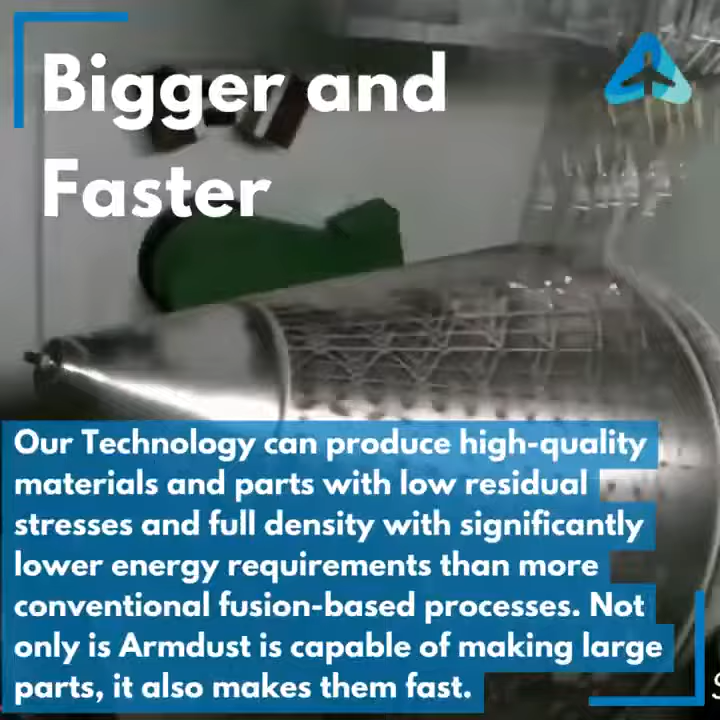 Bigger and
Faster
Our Technology can produce high-quality
materials and parts with low residual
stresses and full density with significantly
lower energy requirements than more
conventional fusion-based processes. Not
only is Armdust is capable of making large
parts, it also makes them fast.